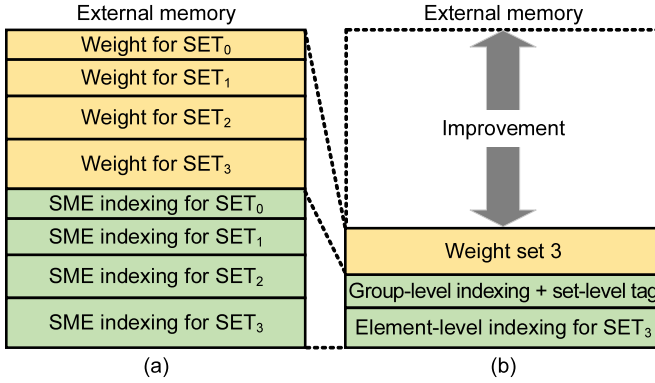 External memory
Weight for SET₀
Weight for SET₁
Weight for SET₂
Weight for SET₃
SME indexing for SET₀
SME indexing for SET₁
SME indexing for SET₂
SME indexing for SET₃
(a)
External memory
Improvement
Weight set 3
Group-level indexing + set-level tag
Element-level indexing for SET₃
(b)